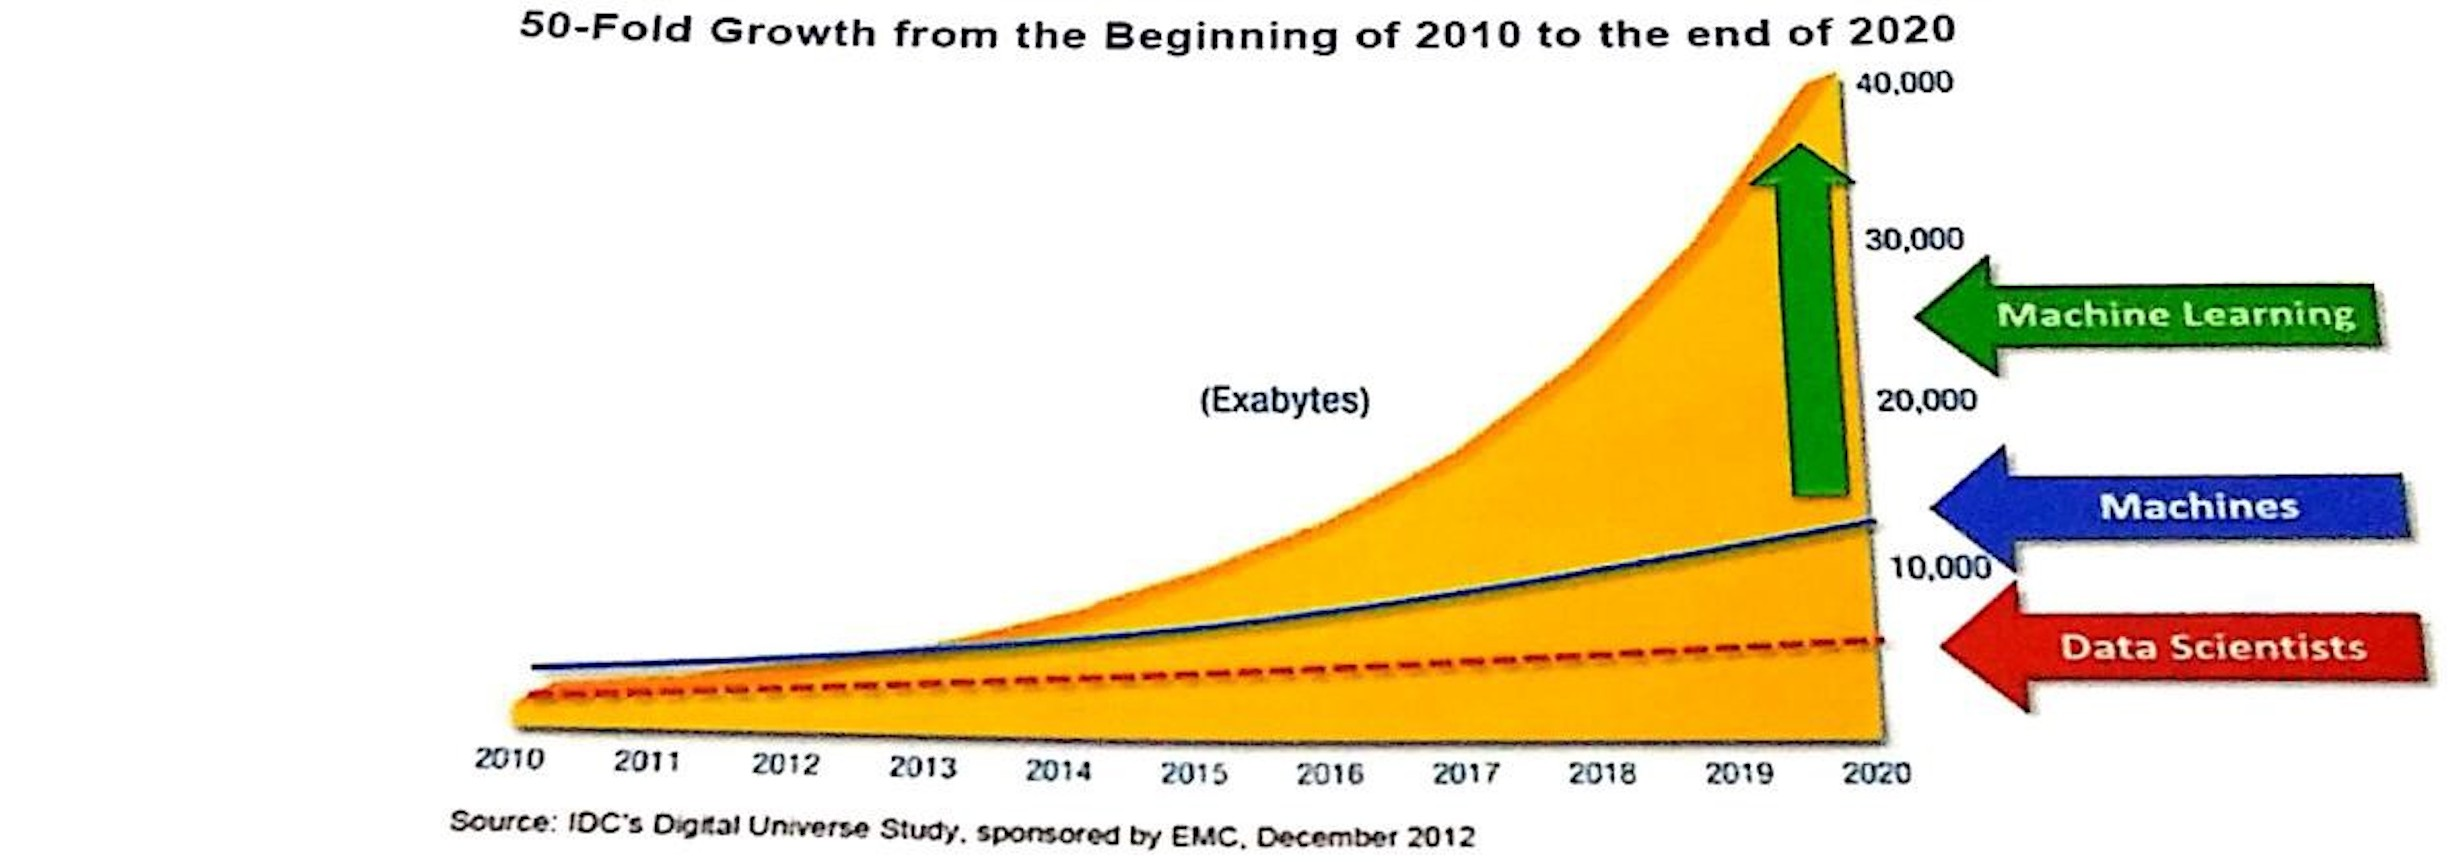 50-Fold Growth from the Beginning of 2010 to the end of 2020
40,000
30,000
Machine Learning
(Exabytes)
20,000
Machines
10,000
Data Scientists
2010 2011 2012 2013 2014 2015 2016 2017 2018 2019 2020
Source: IDC's Digital Universe Study, sponsored by EMC, December 2012